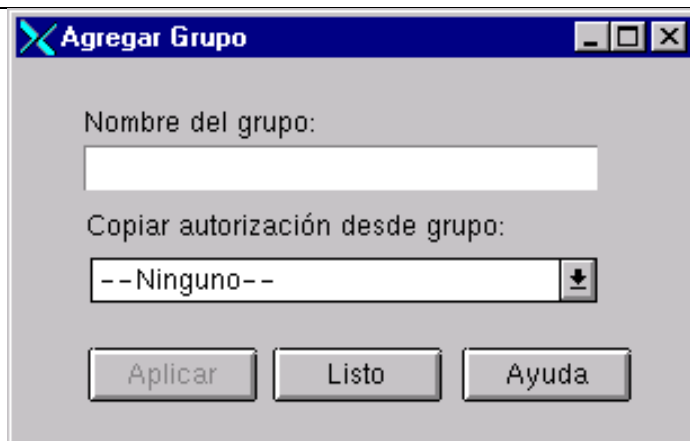 Agregar Grupo
Nombre del grupo:
Copiar autorización desde grupo:
--Ninguno--
Aplicar Listo Ayuda